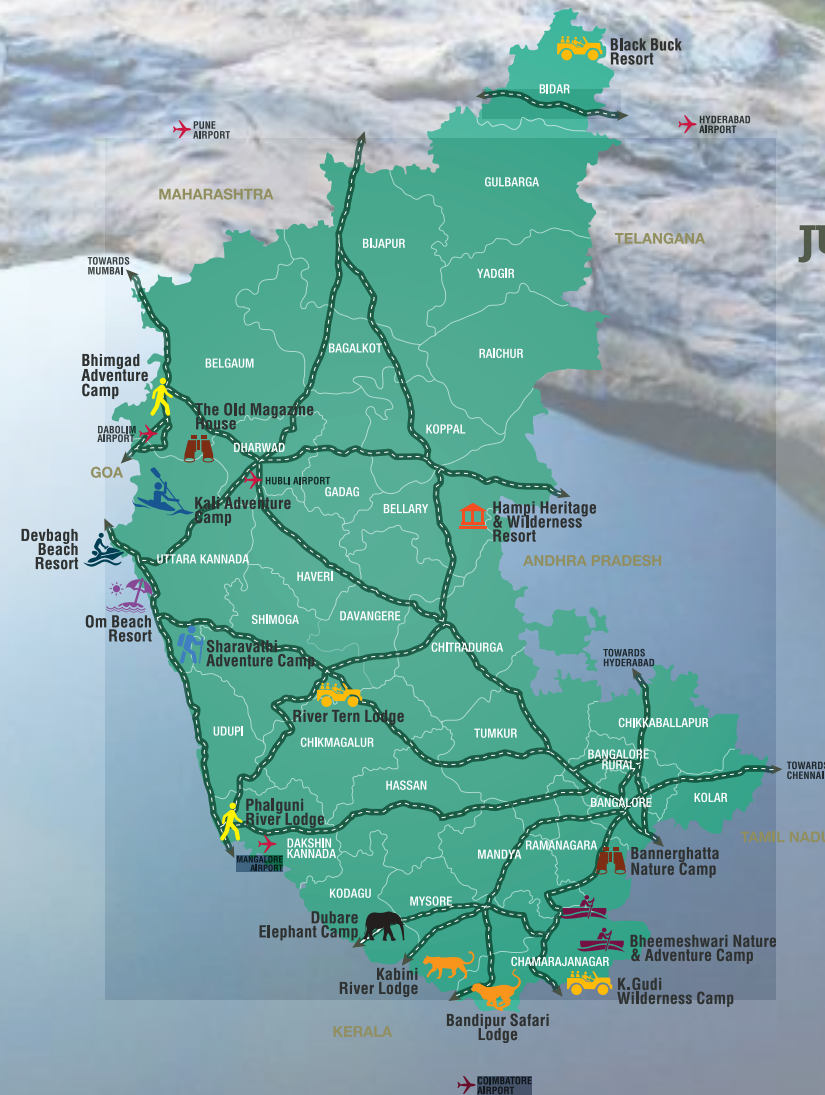 Black Buck
Resort
BIDAR
PUNE
AIRPORT
HYDERABAD
AIRPORT
GULBARGA
MAHARASHTRA
TELANGANA
JU
BIJAPUR
TOWARDS
MUMBAI
YADGIR
BAGALKOT
RAICHUR
BELGAUM
Bhimgad
Adventure
Camp
The Old Magazine
House
KOPPAL
DABOLIM
AIRPORT
DHARWAD
GOA
HUBLI AIRPORT
GADAG
Kali Adventure
Camp
BELLARY
Hampi Heritage
& Wilderness
Resort
Devbagh
Beach
Resort
UTTARA KANNADA
ANDHRA PRADESH
HAVERI
Om Beach
Resort
SHIMOGA
DAVANGERE
Sharavathi
Adventure Camp
CHITRADURGA
TOWARDS
HYDERABAD
River Tern Lodge
CHIKKABALLAPUR
UDUPI
CHIKMAGALUR
TUMKUR
BANGALORE
RURAL
TOWARDS
CHENNAI
HASSAN
BANGALORE
KOLAR
Phalguni
River Lodge
TAMIL NADU
DAKSHIN
KANNADA
MANGALORE
AIRPORT
MANDYA
RAMANAGARA
Bannerghatta
Nature Camp
KODAGU
MYSORE
Dubare
Elephant Camp
Bheemeshwari Nature
& Adventure Camp
CHAMARAJANAGAR
Kabini
River Lodge
K.Gudi
Wilderness Camp
Bandipur Safari
Lodge
KERALA
COIMBATORE
AIRPORT